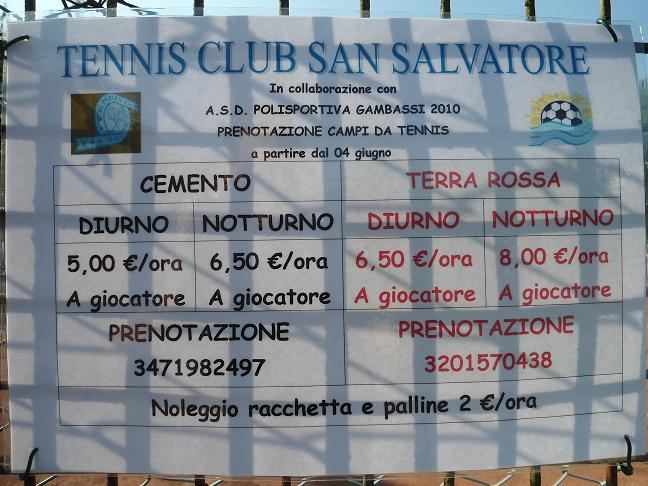 TENNIS CLUB SAN SALVATORE
In collaborazione con
A.S.D. POLISPORTIVA GAMBASSI 2010
PRENOTAZIONE CAMPI DA TENNIS
a partire dal 04 giugno
CEMENTO TERRA ROSSA
DIURNO NOTTURNO DIURNO NOTTURNO
5,00 €/ora 6,50 €/ora 6,50 €/ora 8,00 €/ora
A giocatore A giocatore A giocatore A giocatore
PRENOTAZIONE PRENOTAZIONE
3471982497 3201570438
Noleggio racchetta e palline 2 €/ora